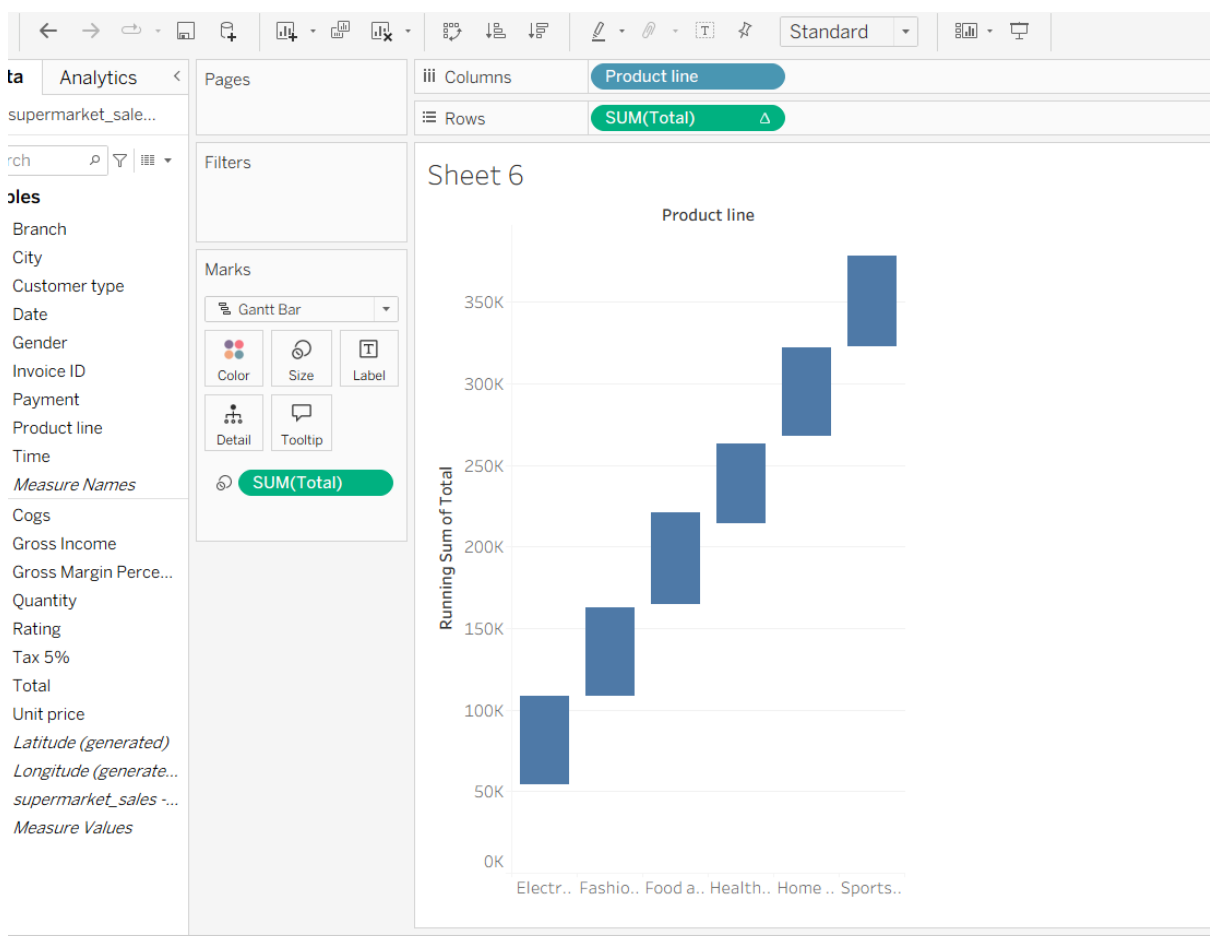 Standard
ta Analytics
supermarket_sale...
rch
bles
Branch
City
Customer type
Date
Gender
Invoice ID
Payment
Product line
Time
Measure Names
Cogs
Gross Income
Gross Margin Perce...
Quantity
Rating
Tax 5%
Total
Unit price
Latitude (generated)
Longitude (generate...
supermarket_sales -...
Measure Values
Pages
Filters
Marks
Gantt Bar
Color Size Label
Detail Tooltip
SUM(Total)
Columns Product line
Rows SUM(Total) Δ
Sheet 6
Product line
Running Sum of Total
350K
300K
250K
200K
150K
100K
50K
0K
Electr.. Fashio.. Food a.. Health.. Home .. Sports..